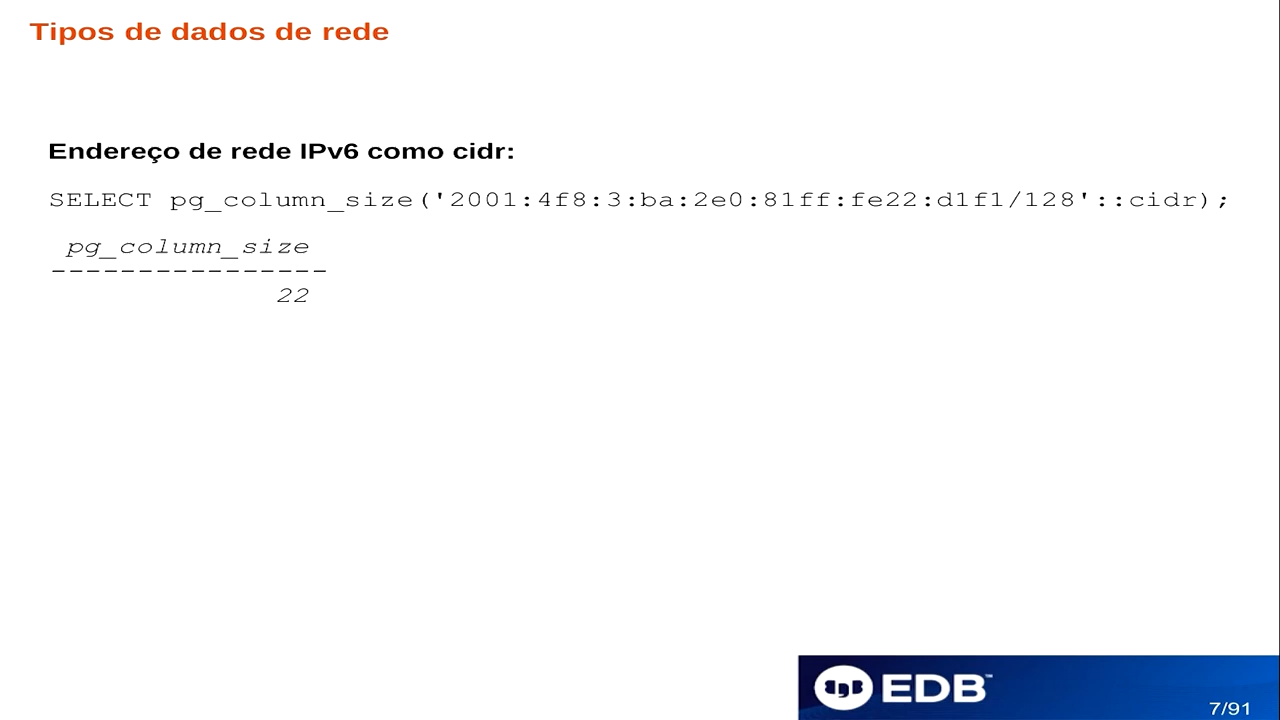 Tipos de dados de rede
Endereço de rede IPv6 como cidr:
SELECT pg_column_size('2001:4f8:3:ba:2e0:81ff:fe22:d1f1/128'::cidr);
pg_column_size
----------------
22
EDB™
7/91